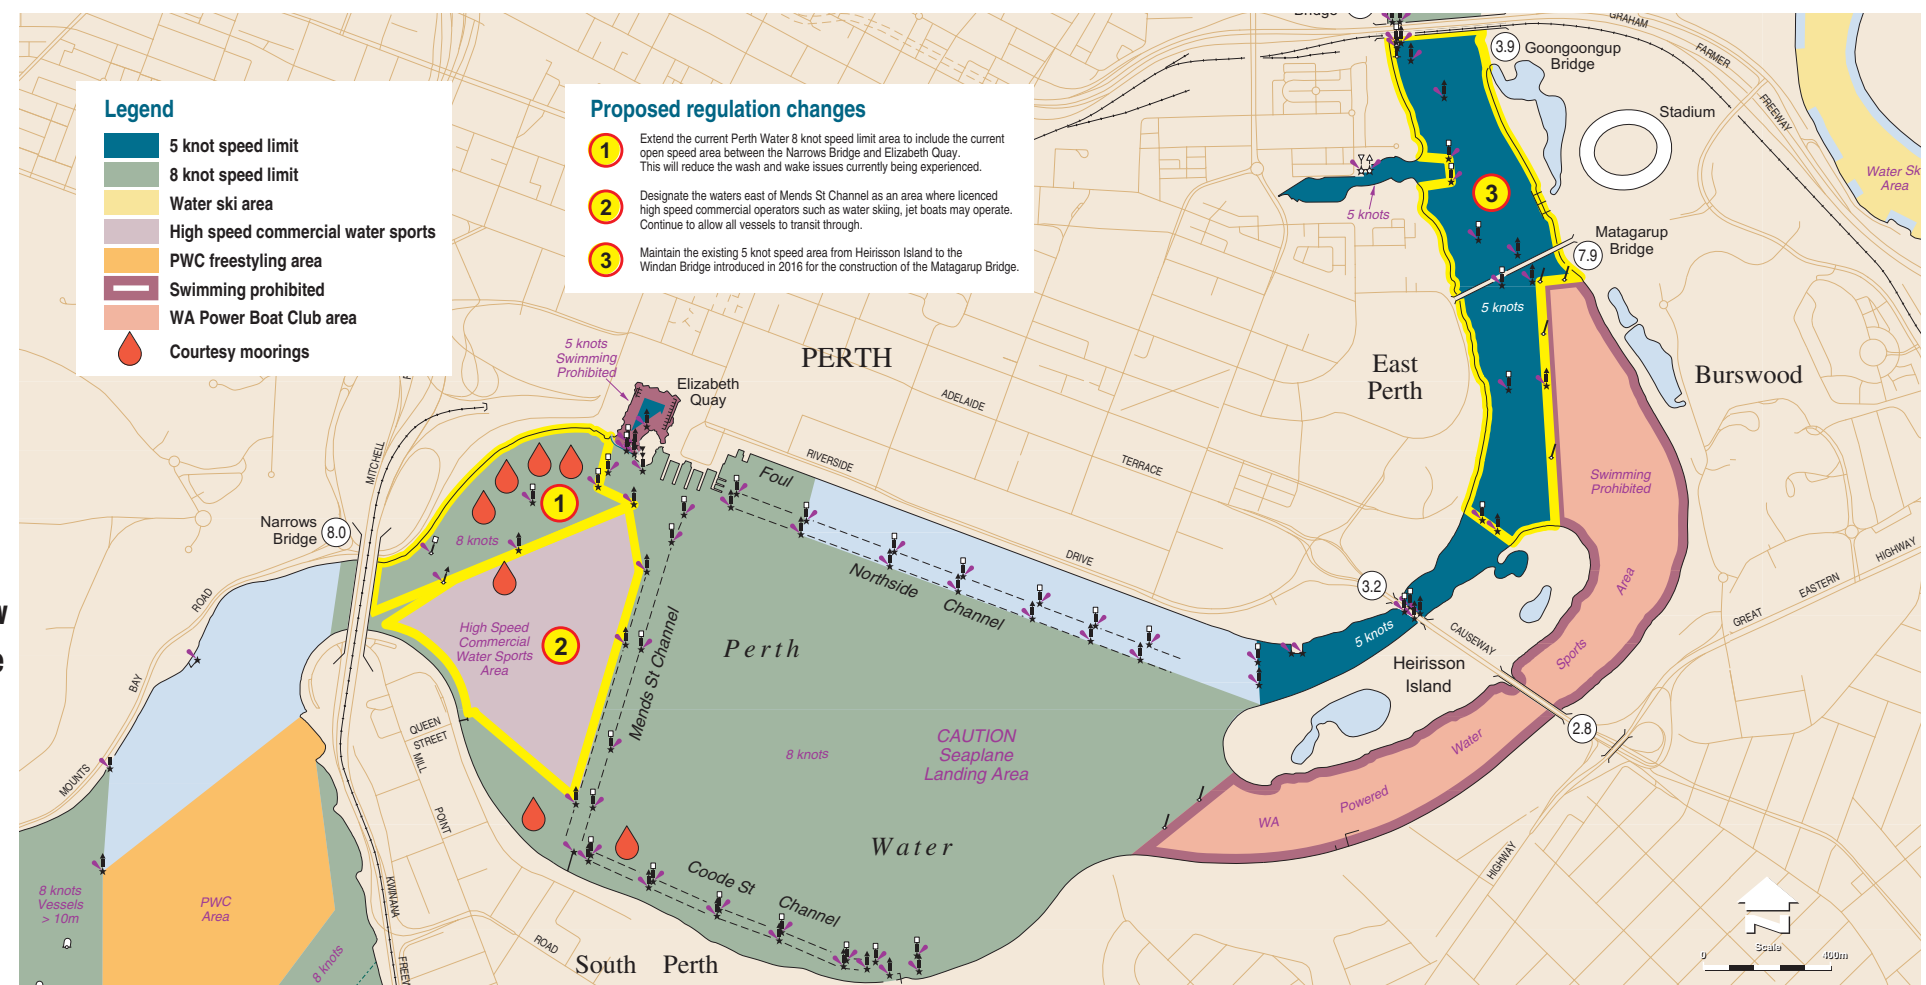 Legend
5 knot speed limit
8 knot speed limit
Water ski area
High speed commercial water sports
PWC freestyling area
Swimming prohibited
WA Power Boat Club area
Courtesy moorings
Proposed regulation changes
1
Extend the current Perth Water 8 knot speed limit area to include the current
open speed area between the Narrows Bridge and Elizabeth Quay.
This will reduce the wash and wake issues currently being experienced.
2
Designate the waters east of Mends St Channel as an area where licenced
high speed commercial operators such as water skiing, jet boats may operate.
Continue to allow all vessels to transit through.
3
Maintain the existing 5 knot speed area from Heirisson Island to the
Windan Bridge introduced in 2016 for the construction of the Matagarup Bridge.
Bridge
GRAHAM
FARMER
FREEWAY
3.9
Goongoongup
Bridge
Stadium
Water Sk
Area
3
5 knots
Matagarup
Bridge
7.9
5 knots
East
Perth
Burswood
PERTH
5 knots
Swimming
Prohibited
Elizabeth
Quay
ADELAIDE
TERRACE
RIVERSIDE
DRIVE
Foul
MITCHELL
Narrows
Bridge
8.0
1
8 knots
Northside
Channel
Swimming
Prohibited
Area
Sports
Water
Powered
WA
3.2
CAUSEWAY
5 knots
Heirisson
Island
2.8
GREAT
EASTERN
HIGHWAY
HIGHWAY
High Speed
Commercial
Water Sports
Area
2
Mends St Channel
Perth
Water
8 knots
CAUTION
Seaplane
Landing Area
MOUNTS
BAY
ROAD
QUEEN
STREET
MILL
POINT
ROAD
KWINANA
Coode St
Channel
South Perth
8 knots
Vessels
> 10m
PWC
Area
8 knots
Scale
0
400m
w
e